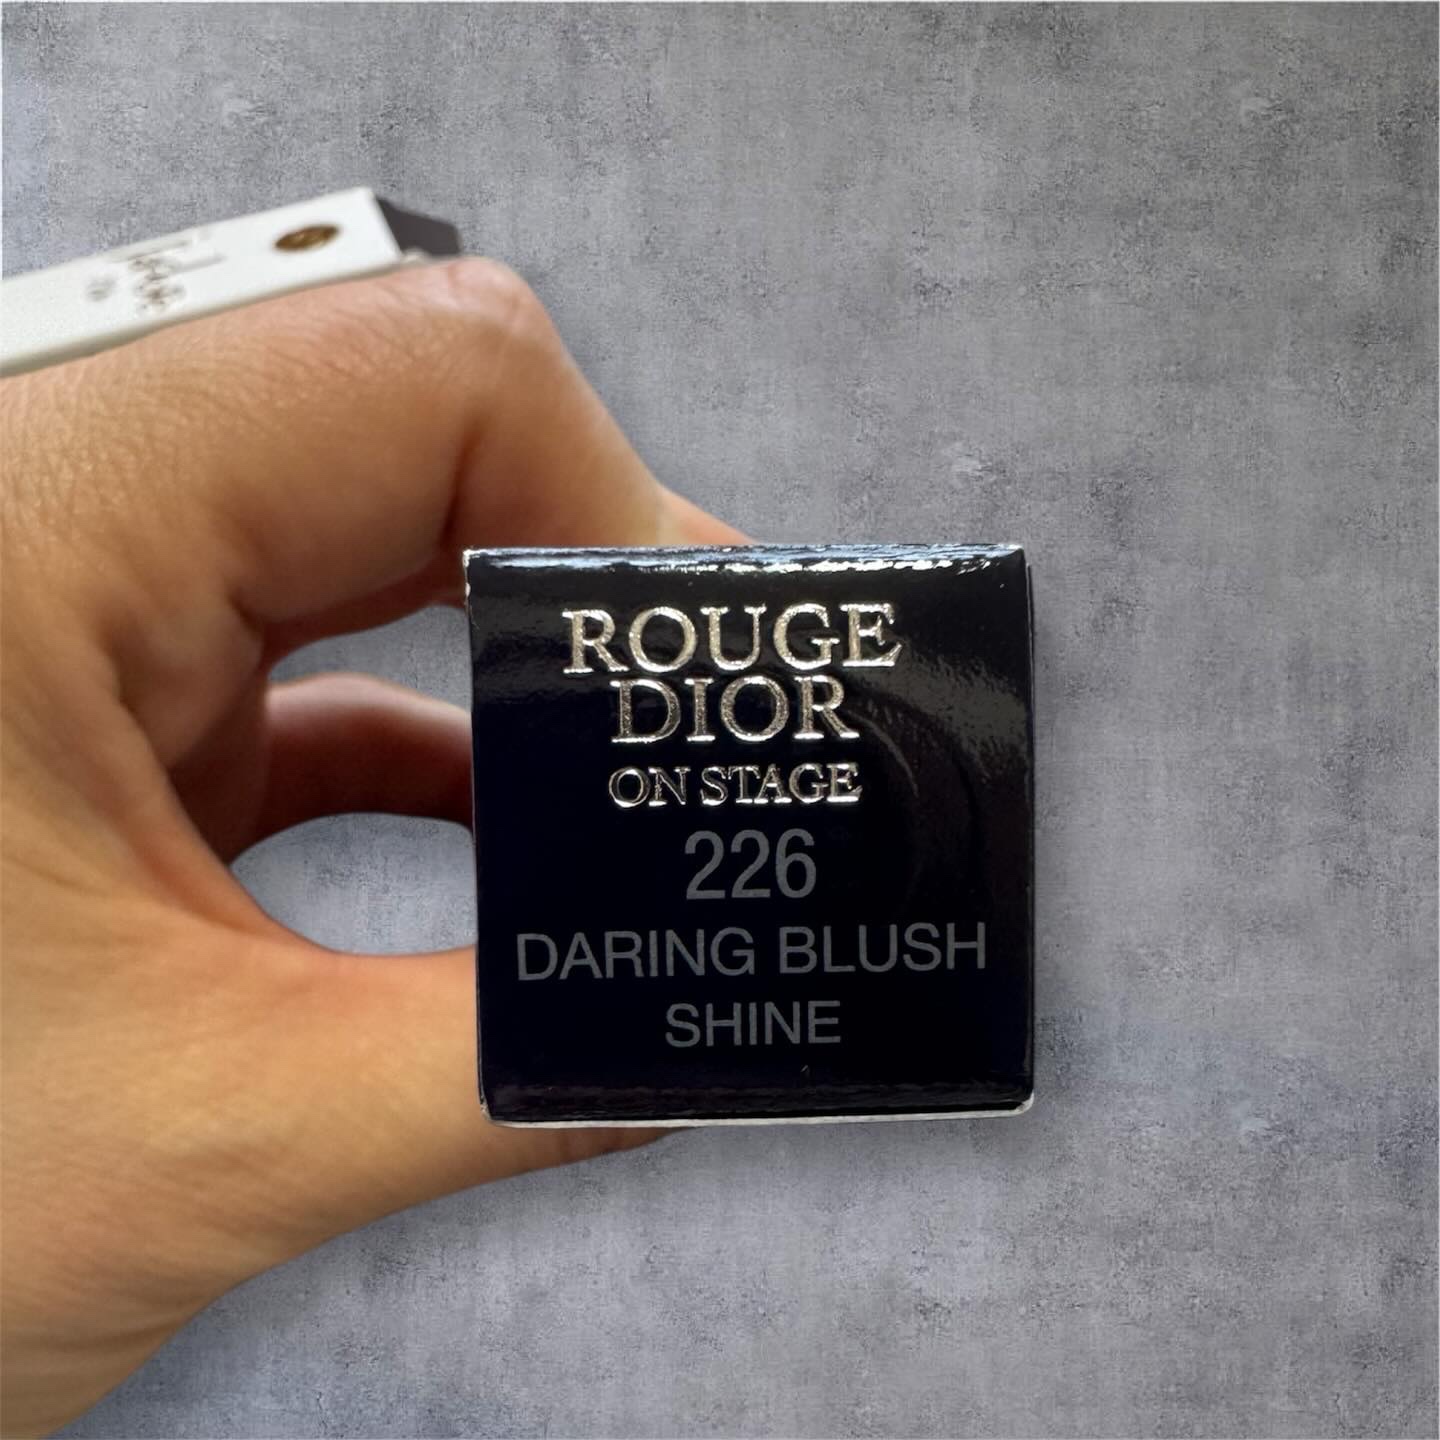 ROUGE
DIOR
ON STAGE
226
DARING BLUSH
SHINE